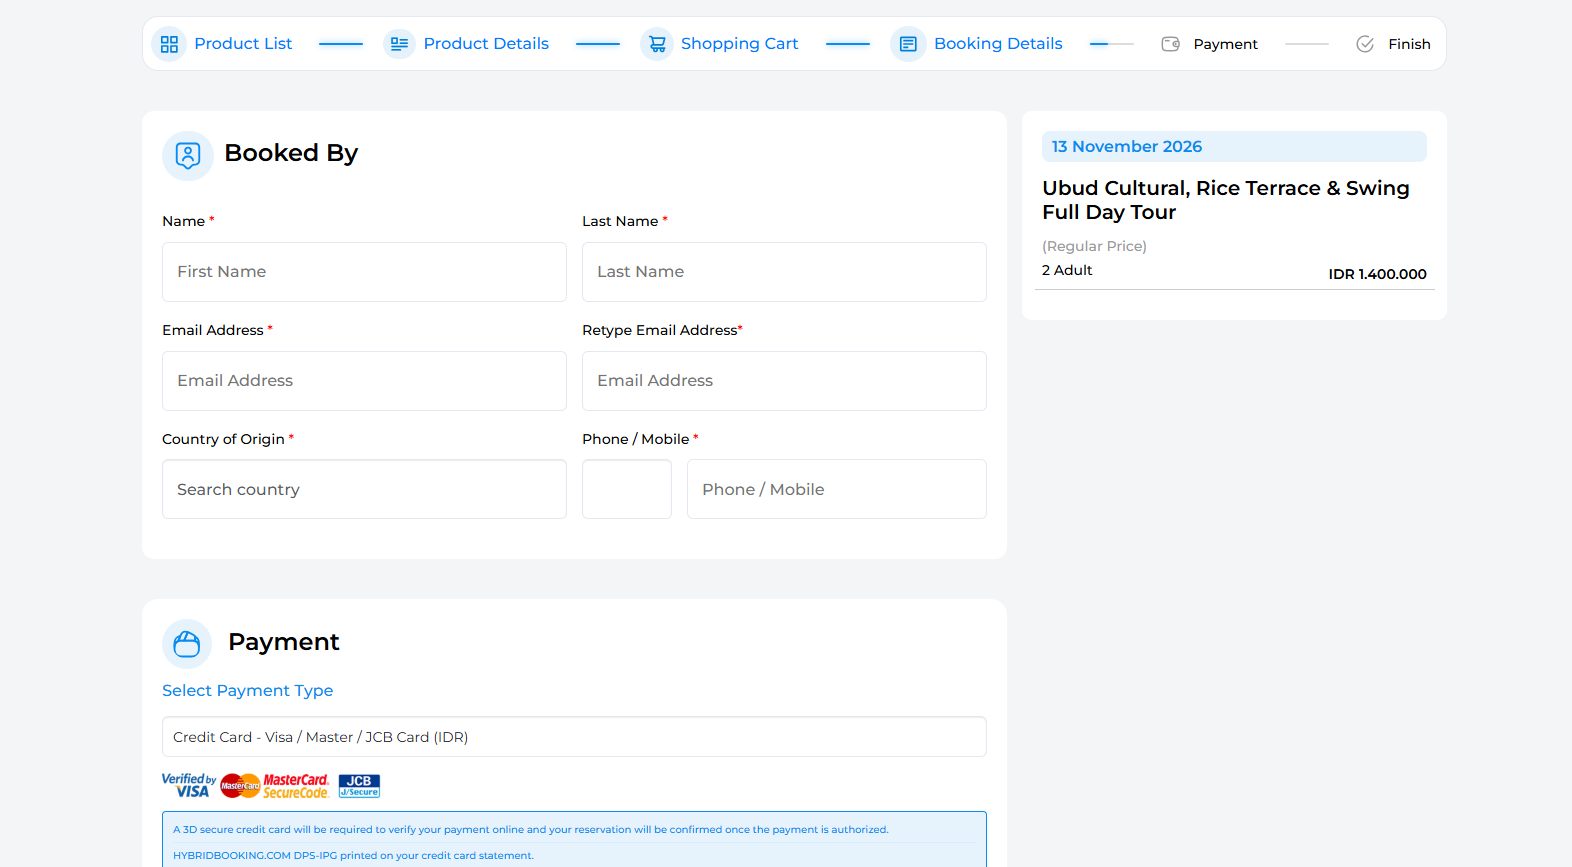 Product List
Product Details
Shopping Cart
Booking Details
Payment
Finish
Booked By
Name *
Last Name *
First Name
Last Name
Email Address *
Retype Email Address*
Email Address
Email Address
Country of Origin *
Phone / Mobile *
Search country
Phone / Mobile
13 November 2026
Ubud Cultural, Rice Terrace & Swing
Full Day Tour
(Regular Price)
2 Adult
IDR 1.400.000
Payment
Select Payment Type
Credit Card - Visa / Master / JCB Card (IDR)
Verified by
VISA
MasterCard
MasterCard.
SecureCode.
JCB
J/Secure
A 3D secure credit card will be required to verify your payment online and your reservation will be confirmed once the payment is authorized.
HYBRIDBOOKING.COM DPS-IPG printed on your credit card statement.